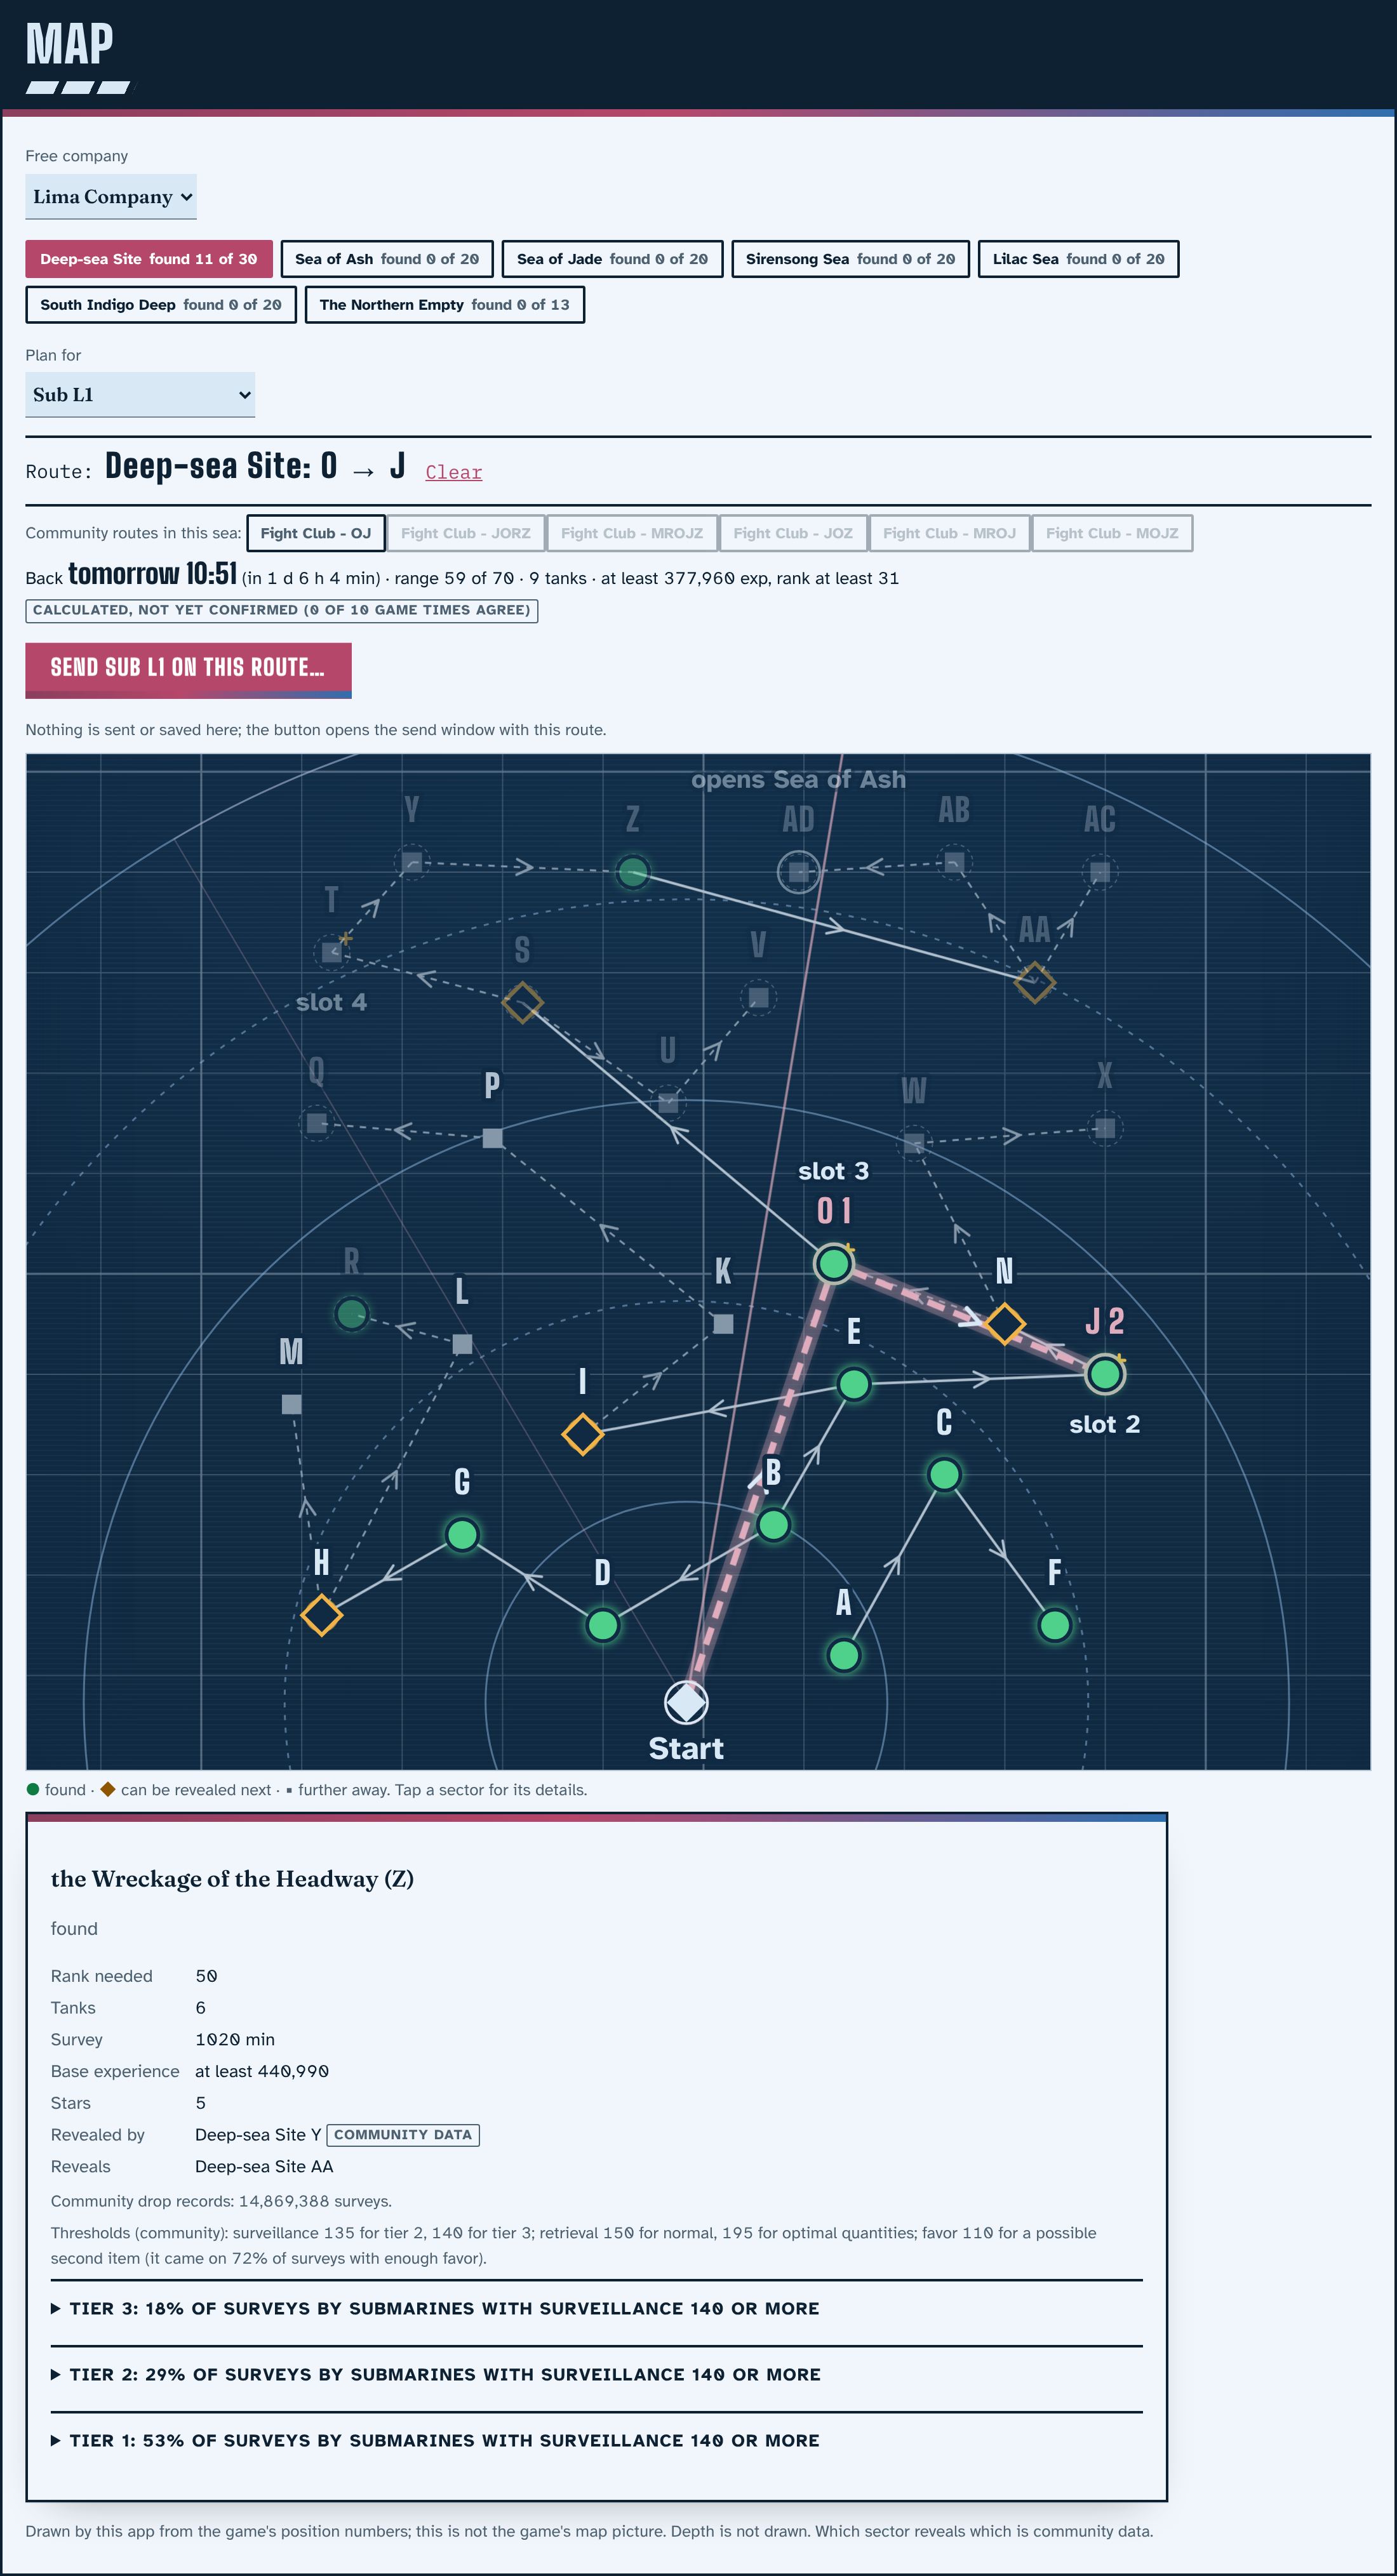 MAP
Free company
Lima Company
Deep-sea Site found 11 of 30
Sea of Ash found 0 of 20
Sea of Jade found 0 of 20
Sirensong Sea found 0 of 20
Lilac Sea found 0 of 20
South Indigo Deep found 0 of 20
The Northern Empty found 0 of 13
Plan for
Sub L1
Route: Deep-sea Site: O → J Clear
Community routes in this sea: Fight Club - OJ Fight Club - JORZ Fight Club - MROJZ Fight Club - JOZ Fight Club - MROJ Fight Club - MOJZ
Back tomorrow 10:51 (in 1 d 6 h 4 min) · range 59 of 70 · 9 tanks · at least 377,960 exp, rank at least 31
CALCULATED, NOT YET CONFIRMED (0 OF 10 GAME TIMES AGREE)
SEND SUB L1 ON THIS ROUTE…
Nothing is sent or saved here; the button opens the send window with this route.
opens Sea of Ash
Y
Z
AD
AB
AC
T
S
V
AA
slot 4
Q
P
U
W
X
slot 3
O 1
R
L
K
N
J 2
M
I
E
slot 2
C
G
B
H
D
A
F
Start
found · can be revealed next · further away. Tap a sector for its details.
the Wreckage of the Headway (Z)
found
Rank needed 50
Tanks 6
Survey 1020 min
Base experience at least 440,990
Stars 5
Revealed by Deep-sea Site Y COMMUNITY DATA
Reveals Deep-sea Site AA
Community drop records: 14,869,388 surveys.
Thresholds (community): surveillance 135 for tier 2, 140 for tier 3; retrieval 150 for normal, 195 for optimal quantities; favor 110 for a possible
second item (it came on 72% of surveys with enough favor).
TIER 3: 18% OF SURVEYS BY SUBMARINES WITH SURVEILLANCE 140 OR MORE
TIER 2: 29% OF SURVEYS BY SUBMARINES WITH SURVEILLANCE 140 OR MORE
TIER 1: 53% OF SURVEYS BY SUBMARINES WITH SURVEILLANCE 140 OR MORE
Drawn by this app from the game's position numbers; this is not the game's map picture. Depth is not drawn. Which sector reveals which is community data.